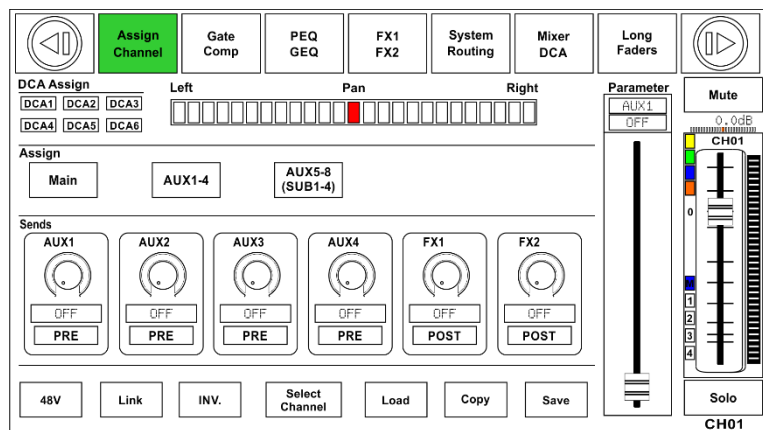 Assign Channel
Gate Comp
PEQ GEQ
FX1 FX2
System Routing
Mixer DCA
Long Faders
DCA Assign
Left
Pan
Right
Parameter
Mute
DCA1 DCA2 DCA3
AUX1
DCA4 DCA5 DCA6
OFF
0.0dB
CH01
Assign
Main
AUX1-4
AUX5-8
(SUB1-4)
0
Sends
AUX1
AUX2
AUX3
AUX4
FX1
FX2
OFF
OFF
OFF
OFF
OFF
OFF
PRE
PRE
PRE
PRE
POST
POST
M
1
2
3
4
48V
Link
INV.
Select Channel
Load
Copy
Save
Solo
CH01